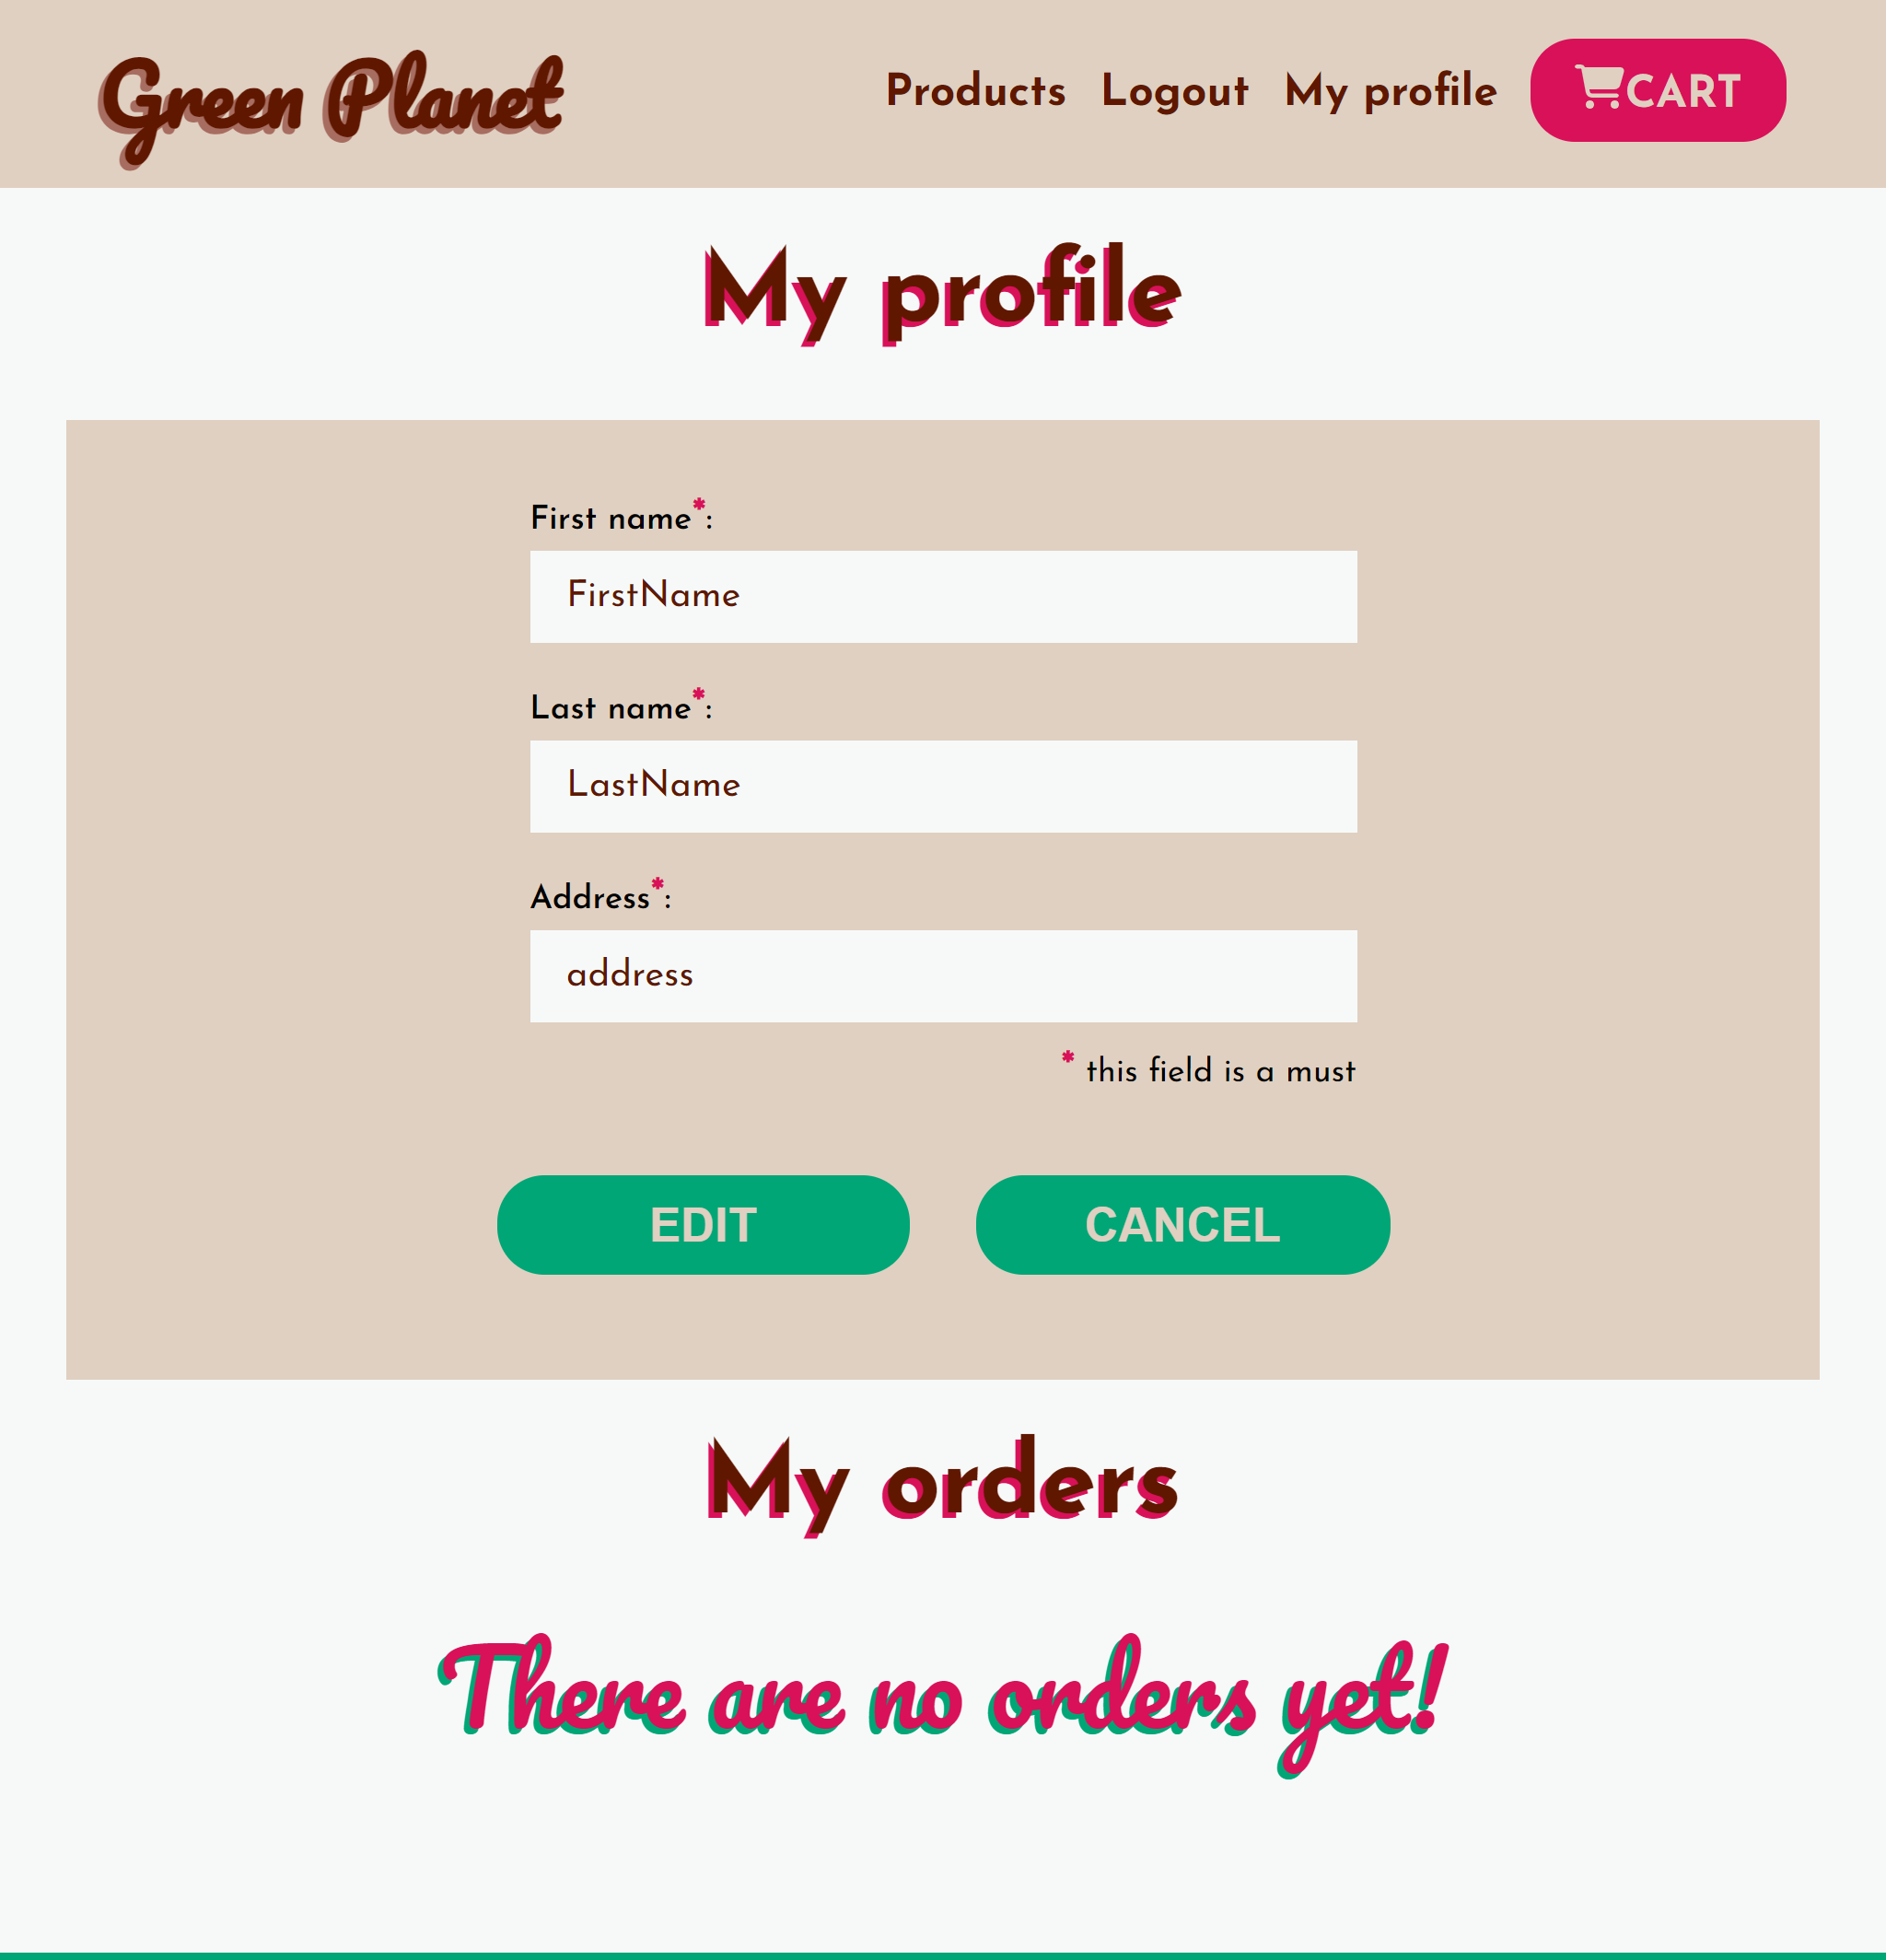 Green Planet
Products Logout My profile CART
My profile
First name*:
FirstName
Last name*:
LastName
Address*:
address
* this field is a must
EDIT CANCEL
My orders
There are no orders yet!